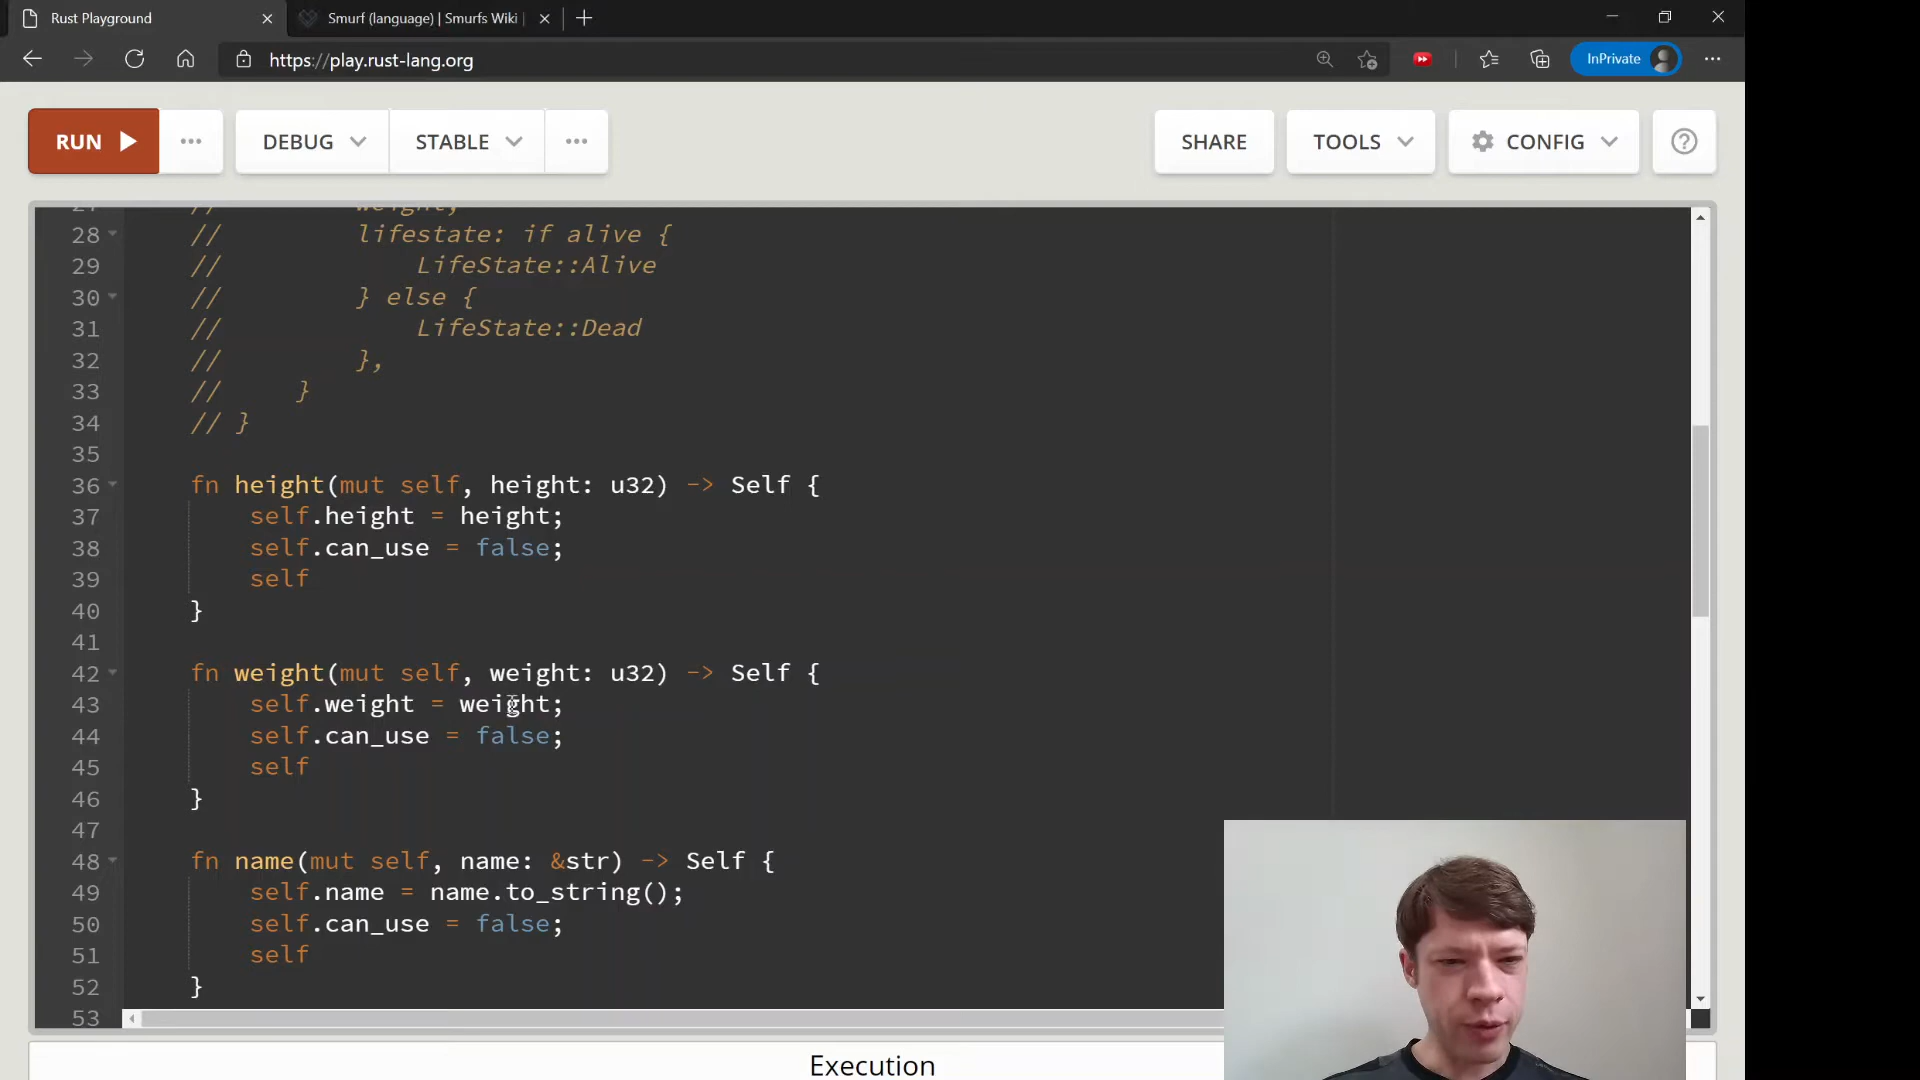 Rust Playground
Smurf (language) | Smurfs Wiki |
https://play.rust-lang.org
InPrivate
RUN
DEBUG
STABLE
SHARE
TOOLS
CONFIG
27 // weight,
28 // lifestate: if alive {
29 // LifeState::Alive
30 // } else {
31 // LifeState::Dead
32 // },
33 // }
34 // }
35
36 fn height(mut self, height: u32) -> Self {
37 self.height = height;
38 self.can_use = false;
39 self
40 }
41
42 fn weight(mut self, weight: u32) -> Self {
43 self.weight = weight;
44 self.can_use = false;
45 self
46 }
47
48 fn name(mut self, name: &str) -> Self {
49 self.name = name.to_string();
50 self.can_use = false;
51 self
52 }
53
Execution